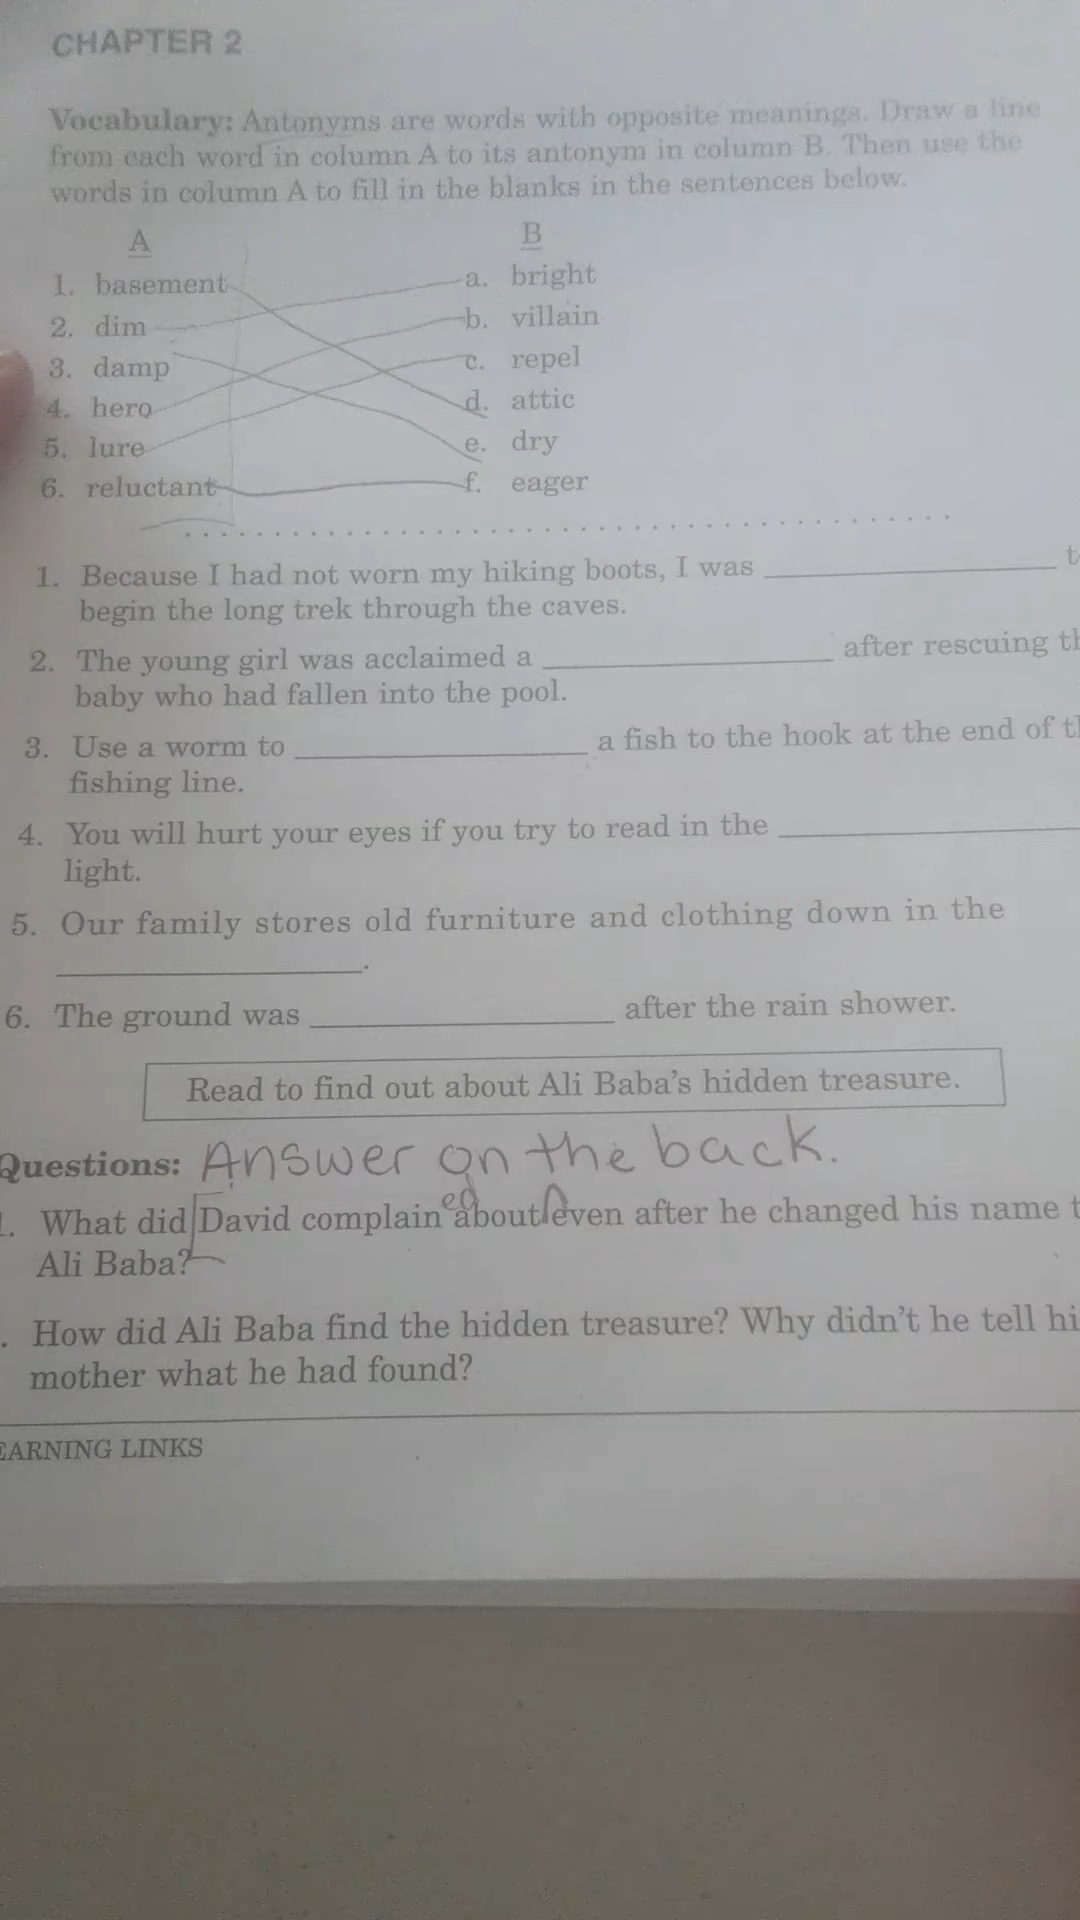 CHAPTER 2
Vocabulary: Antonyms are words with opposite meanings. Draw a line
from each word in column A to its antonym in column B. Then use the
words in column A to fill in the blanks in the sentences below.
A B
1. basement a. bright
2. dim b. villain
3. damp c. repel
4. hero d. attic
5. lure e. dry
6. reluctant f. eager
1. Because I had not worn my hiking boots, I was
begin the long trek through the caves.
2. The young girl was acclaimed a ____ after rescuing
baby who had fallen into the pool.
3. Use a worm to ____ a fish to the hook at the end of
fishing line.
4. You will hurt your eyes if you try to read in the ____
light.
5. Our family stores old furniture and clothing down in the
____.
6. The ground was ____ after the rain shower.
Read to find out about Ali Baba's hidden treasure.
Questions: Answer on the back.
What did David complain ed about even after he changed his name
Ali Baba?
. How did Ali Baba find the hidden treasure? Why didn't he tell
mother what he had found?
EARNING LINKS